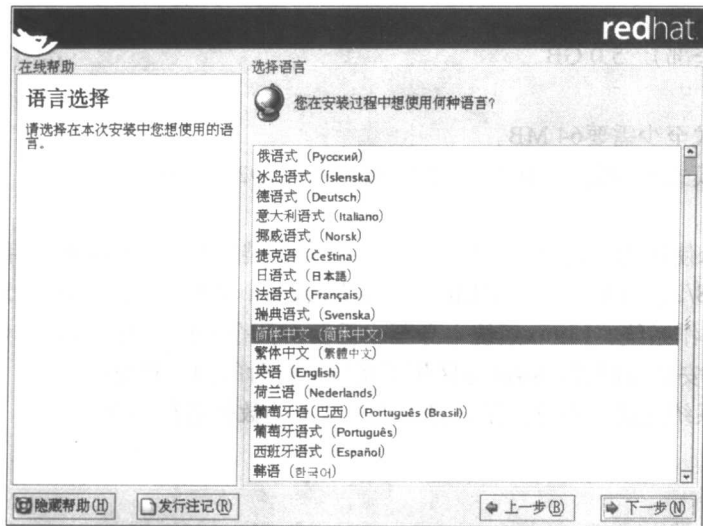 redhat.
在线帮助
语言选择
请选择在本次安装中您想使用的语
言。
选择语言
您在安装过程中想使用何种语言?
俄语式（Русский）
冰岛语式（Íslenska）
德语式（Deutsch）
意大利语式（Italiano）
挪威语式（Norsk）
捷克语（Čeština）
日语式（日本語）
法语式（Français）
瑞典语式（Svenska）
简体中文（简体中文）
繁体中文（繁體中文）
英语（English）
荷兰语（Nederlands）
葡萄牙语(巴西)（Português (Brasil)）
葡萄牙语式（Português）
西班牙语式（Español）
韩语（한국어）
隐藏帮助(H)
发行注记(R)
上一步(B)
下一步(N)